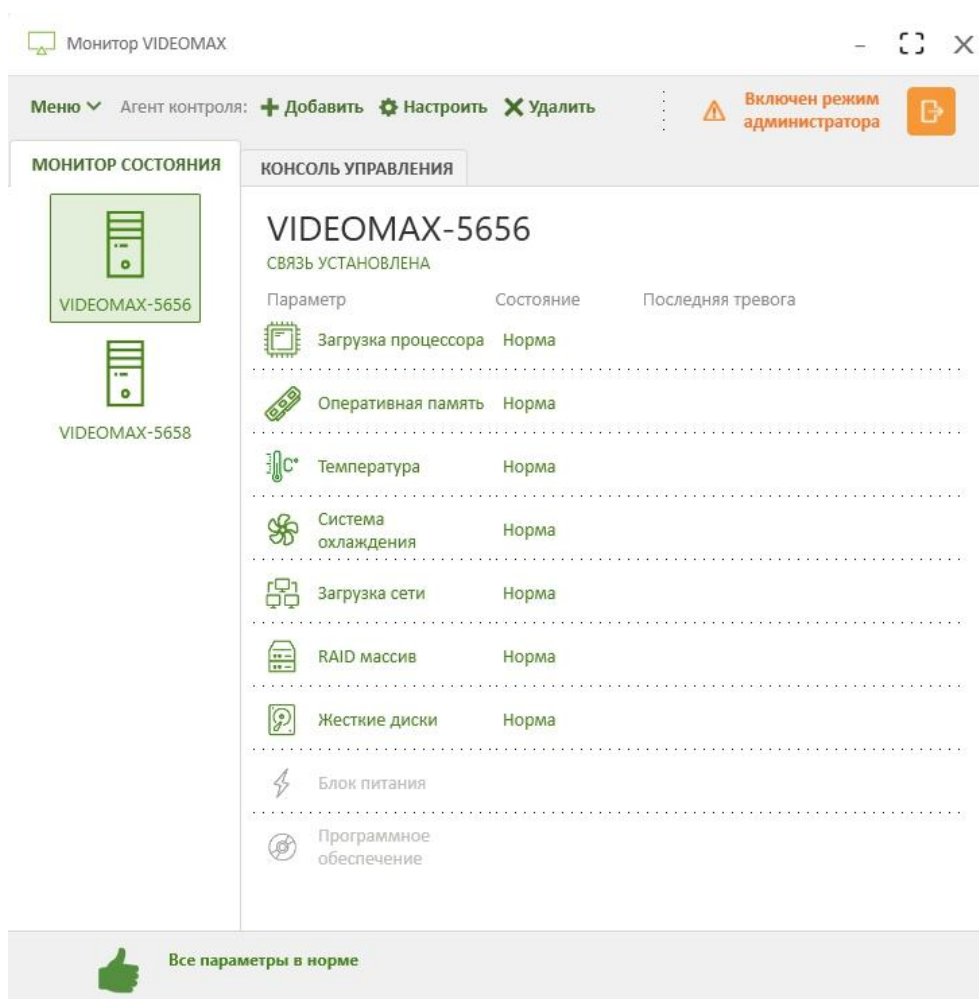 Монитор VIDEOMAX
Меню Агент контроля: Добавить Настроить Удалить
Включен режим
администратора
МОНИТОР СОСТОЯНИЯ
КОНСОЛЬ УПРАВЛЕНИЯ
VIDEOMAX-5656
VIDEOMAX-5658
VIDEOMAX-5656
СВЯЗЬ УСТАНОВЛЕНА
Параметр Состояние Последняя тревога
Загрузка процессора Норма
Оперативная память Норма
C° Температура Норма
Система
охлаждения
Норма
Загрузка сети Норма
RAID массив Норма
Жесткие диски Норма
Блок питания
Программное
обеспечение
Все параметры в норме